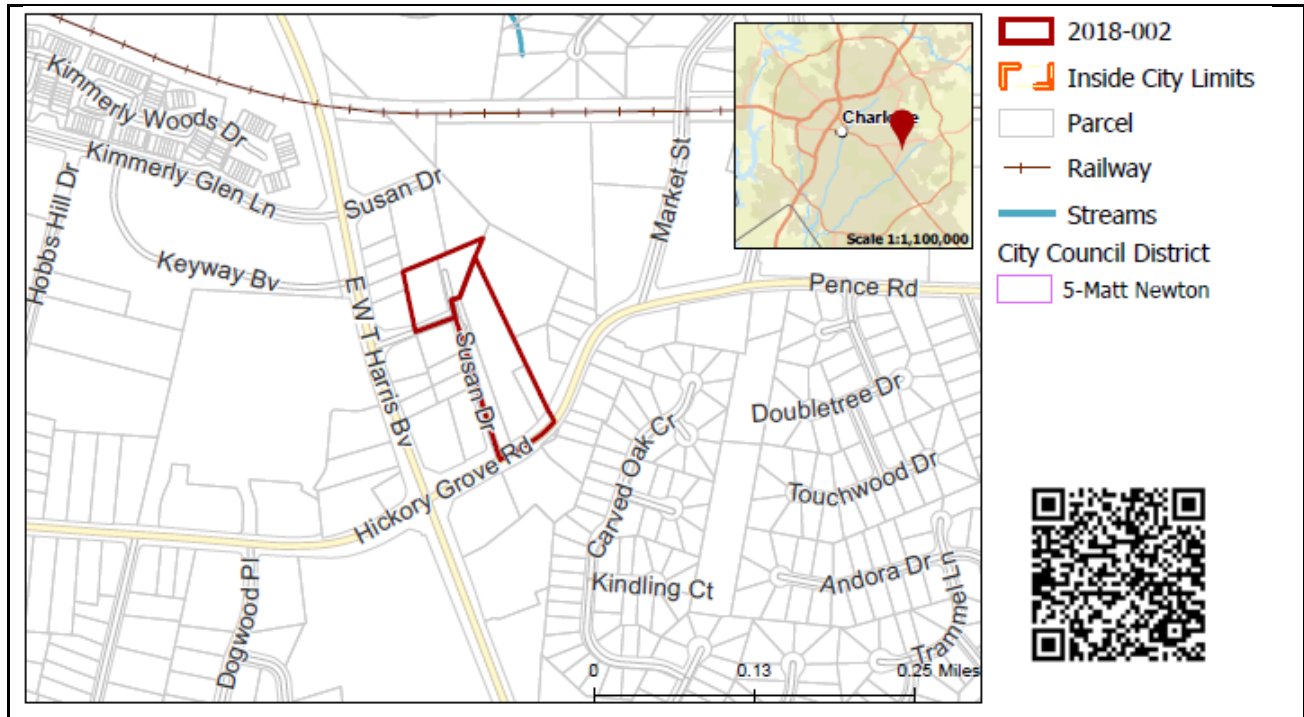 Kimmerly Woods Dr
Kimmerly Glen Ln
Hobbs Hill Dr
Susan Dr
Keyway Bv
E W T Harris Bv
Susan Dr
Market St
Pence Rd
Hickory Grove Rd
Dogwood Pl
Carved Oak Cr
Kindling Ct
Doubletree Dr
Touchwood Dr
Andora Dr
Trammel Ln
0 0.13 0.25 Miles
Scale 1:1,100,000
2018-002
Inside City Limits
Parcel
Railway
Streams
City Council District
5-Matt Newton